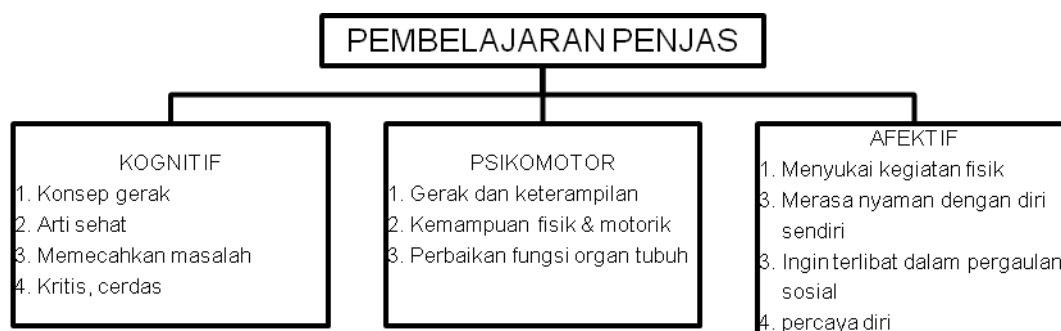 PEMBELAJARAN PENJAS
KOGNITIF
1. Konsep gerak
2. Arti sehat
3. Memecahkan masalah
4. Kritis, cerdas
PSIKOMOTOR
1. Gerak dan keterampilan
2. Kemampuan fisik & motorik
3. Perbaikan fungsi organ tubuh
AFEKTIF
1. Menyukai kegiatan fisik
3. Merasa nyaman dengan diri
sendiri
3. Ingin terlibat dalam pergaulan
sosial
4. percaya diri